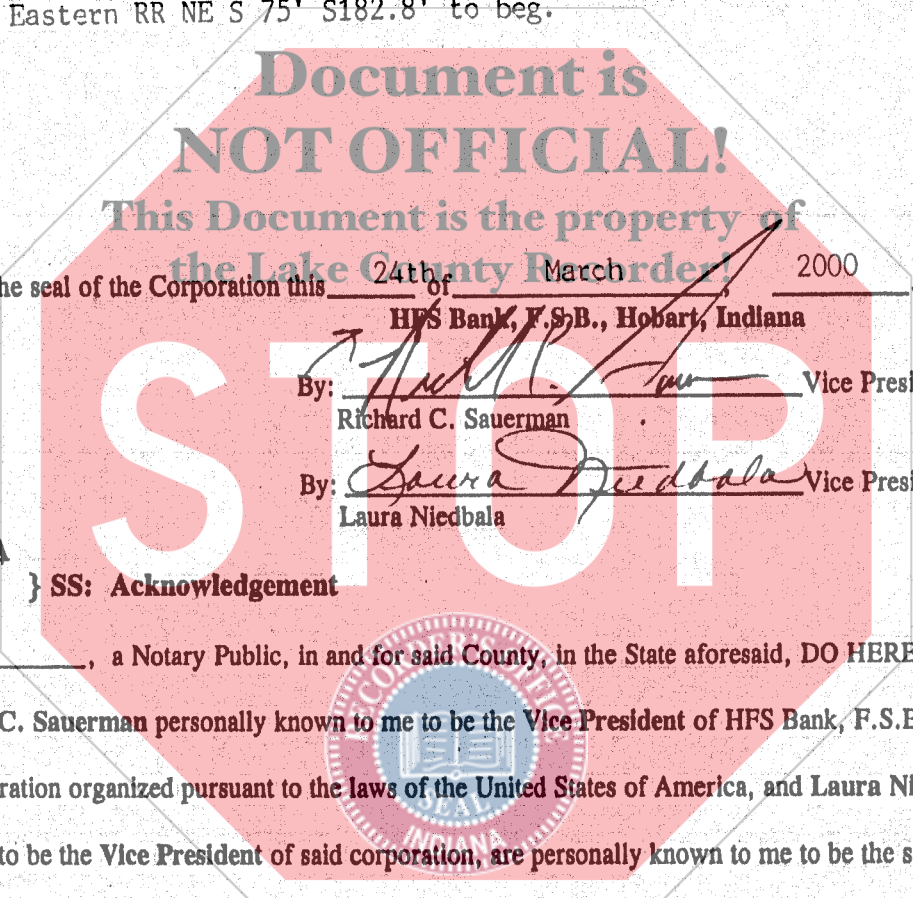 Eastern RR NE S 75' S182.8' to beg.
Document is
NOT OFFICIAL!
This Document is the property of
the Lake County Recorder!
he seal of the Corporation this 24th of March, 2000
HFS Bank, F.S.B., Hobart, Indiana
By: Vice Presi
Richard C. Sauerman
By: Laura Niedbala Vice Presi
Laura Niedbala
STOP
A
} SS: Acknowledgement
, a Notary Public, in and for said County, in the State aforesaid, DO HERE
C. Sauerman personally known to me to be the Vice President of HFS Bank, F.S.B
ration organized pursuant to the laws of the United States of America, and Laura Ni
to be the Vice President of said corporation, are personally known to me to be the s
RECORDER'S OFFICE
SEAL
INDIANA